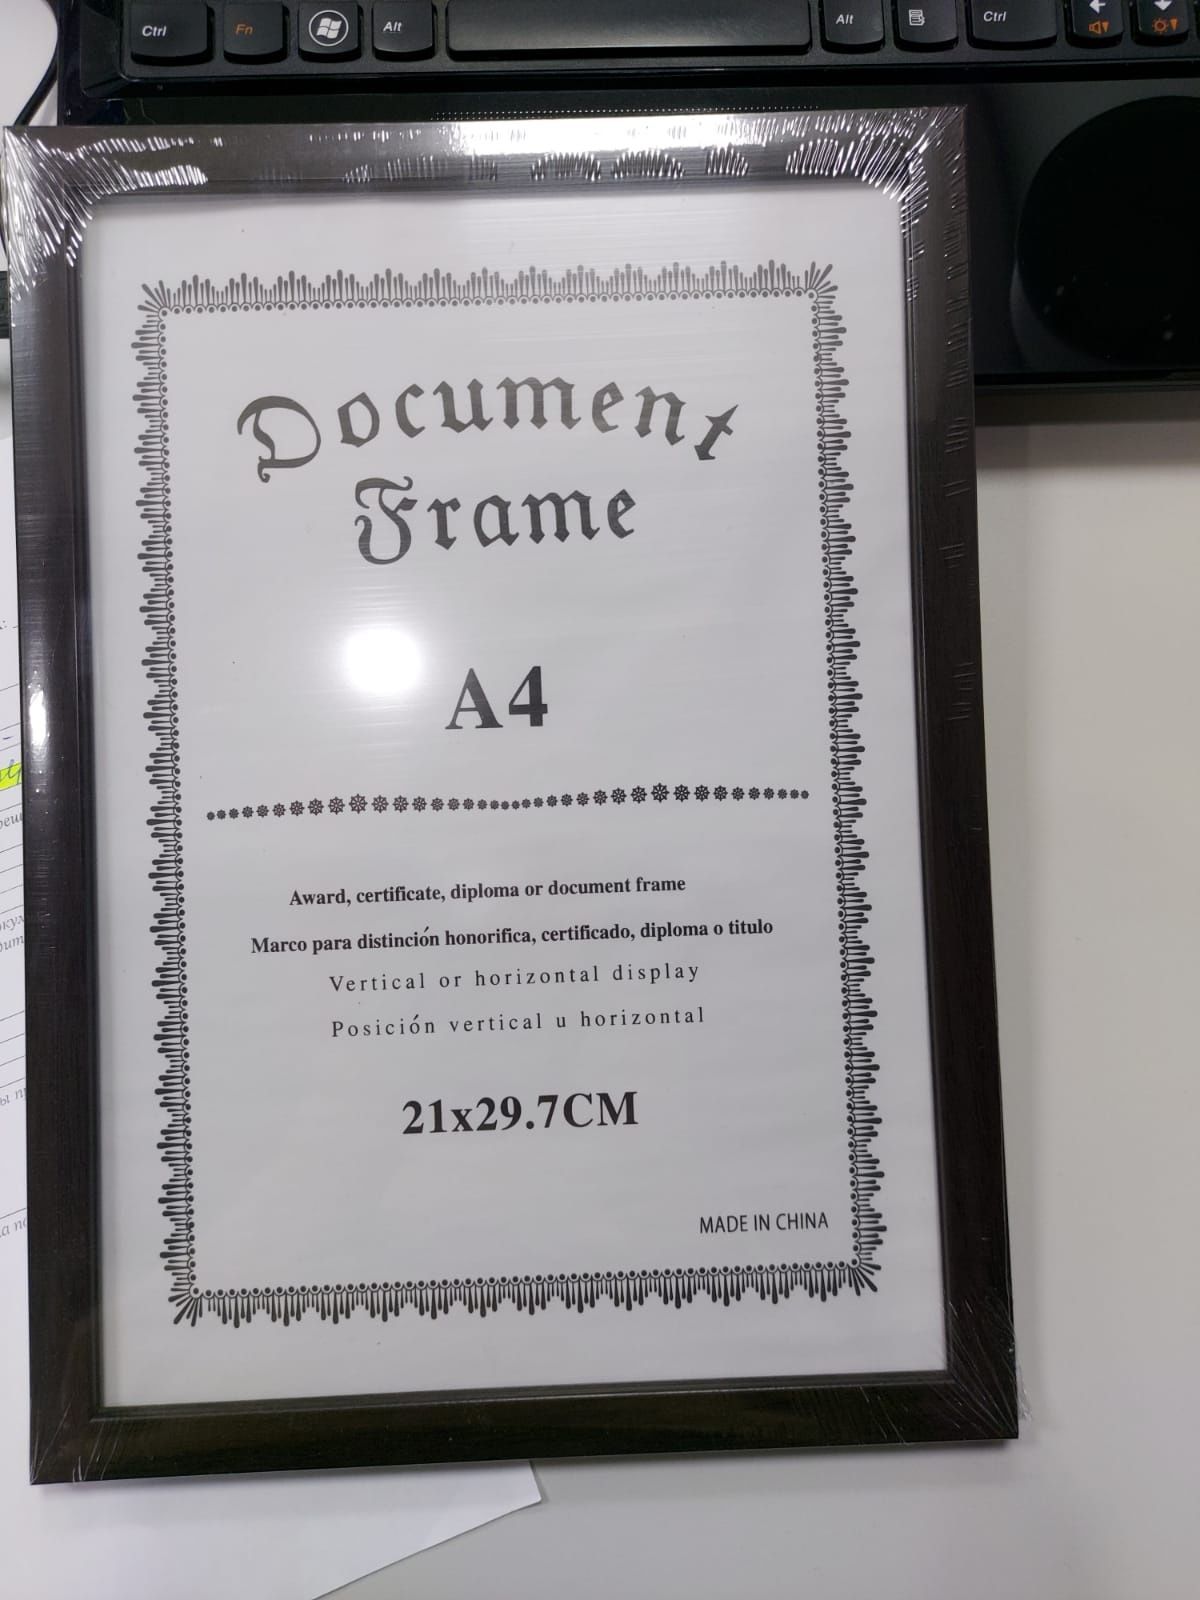 Ctrl Fn Alt Alt Ctrl
Document
Frame
A4
Award, certificate, diploma or document frame
Marco para distinción honorifica, certificado, diploma o titulo
Vertical or horizontal display
Posición vertical u horizontal
21x29.7CM
MADE IN CHINA